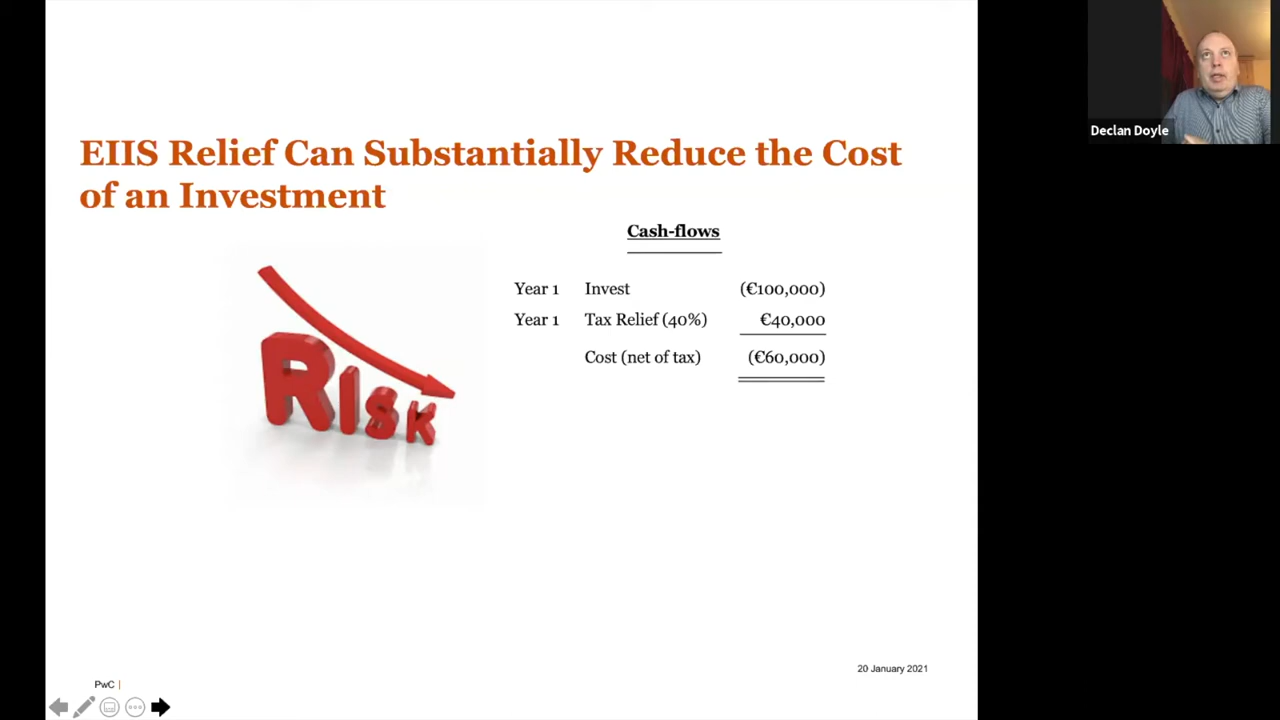 Declan Doyle
EIIS Relief Can Substantially Reduce the Cost
of an Investment
Cash-flows
Year 1 Invest (€100,000)
Year 1 Tax Relief (40%) €40,000
Cost (net of tax) (€60,000)
RISK
20 January 2021
PwC |